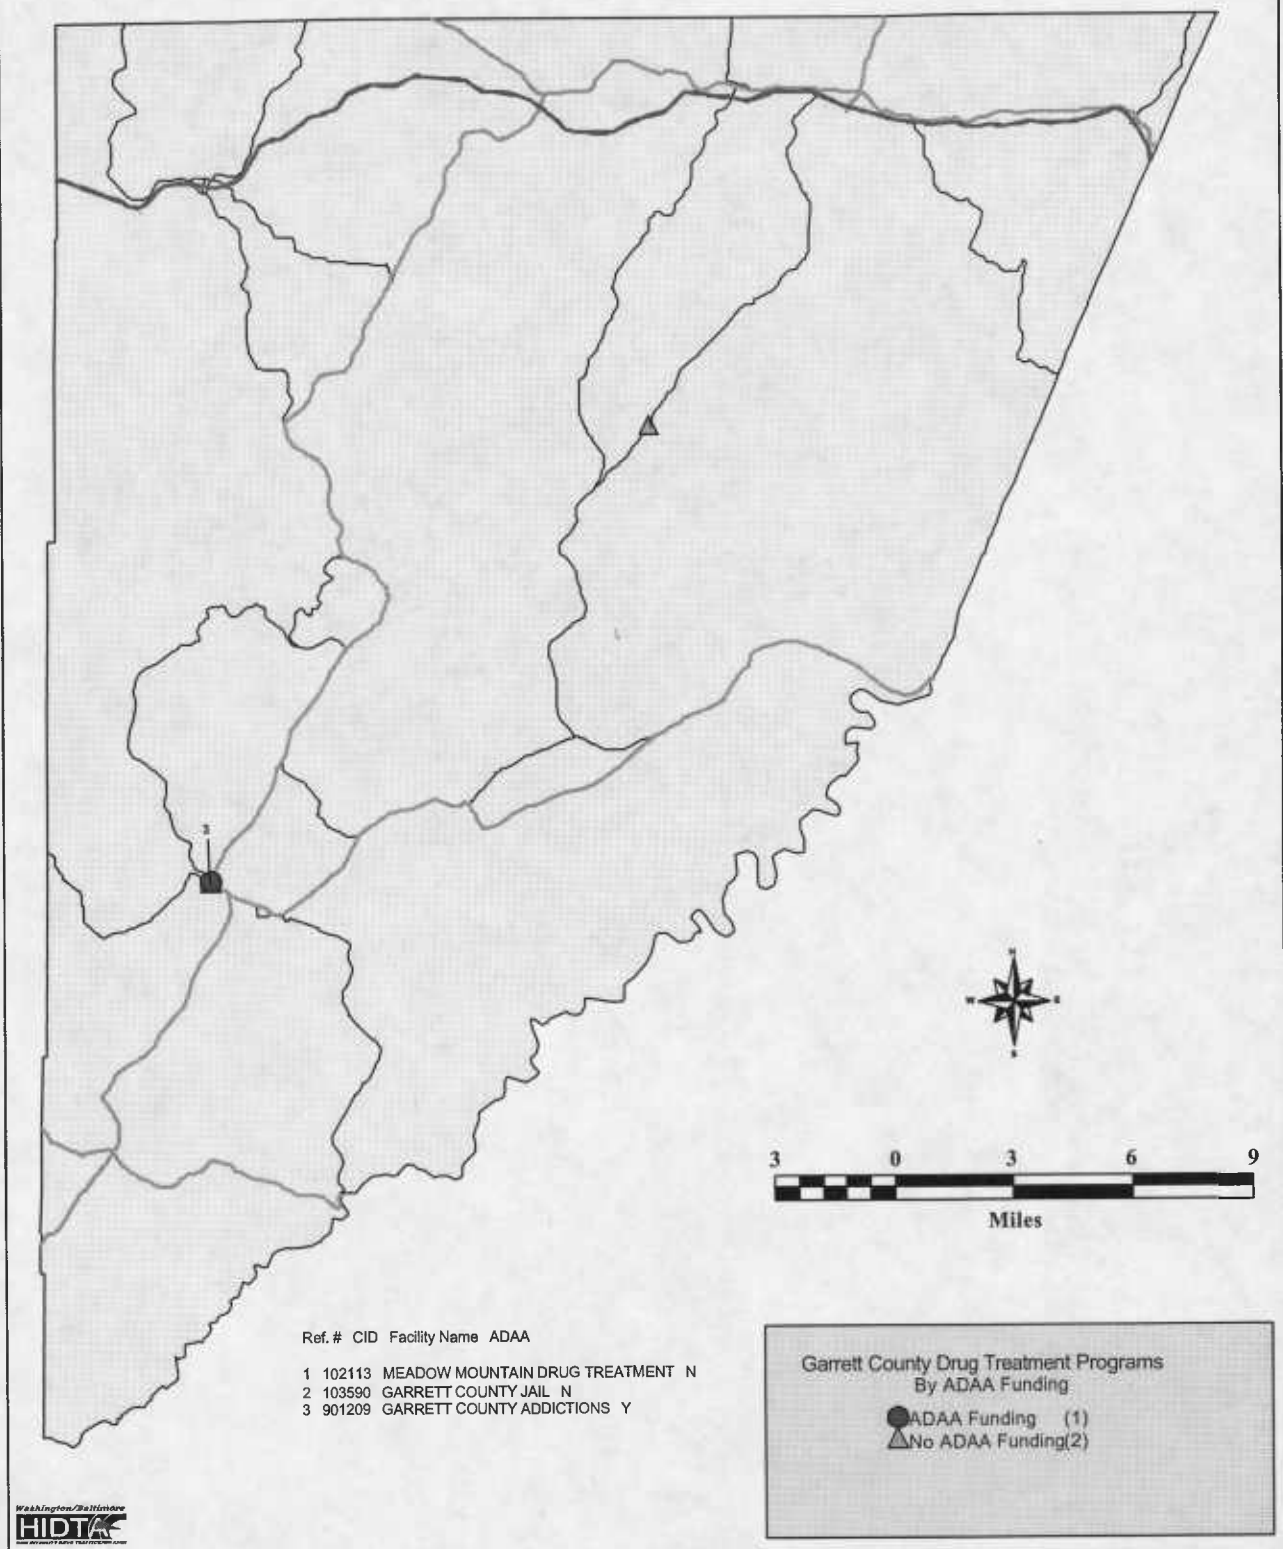 3
N
W E
S
3 0 3 6 9
Miles
Ref. # CID Facility Name ADAA
1 102113 MEADOW MOUNTAIN DRUG TREATMENT N
2 103590 GARRETT COUNTY JAIL N
3 901209 GARRETT COUNTY ADDICTIONS Y
Garrett County Drug Treatment Programs
By ADAA Funding
ADAA Funding (1)
No ADAA Funding(2)
Washington/Baltimore
HIDTA